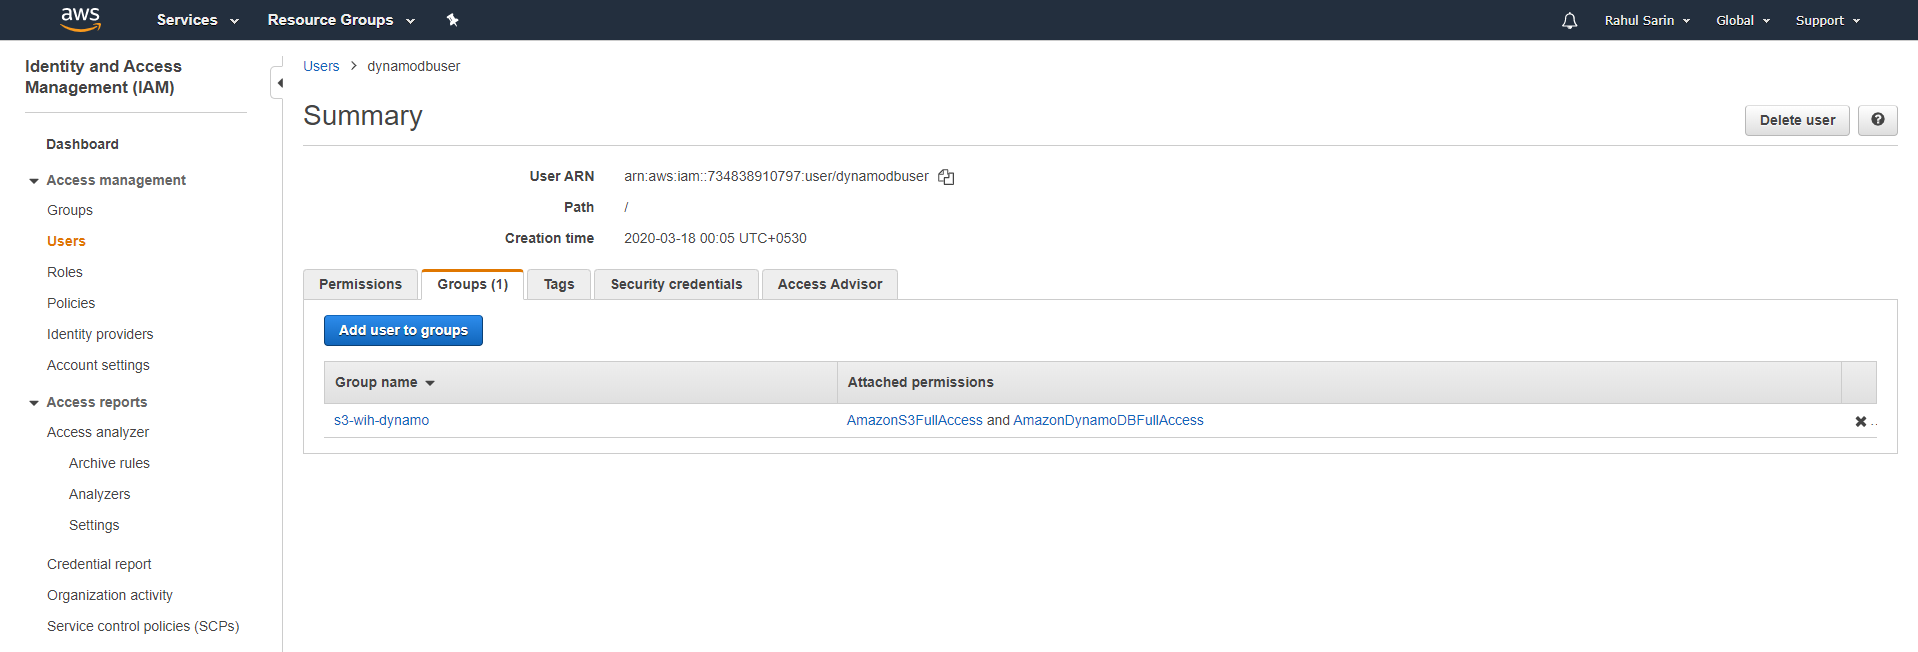 aws Services Resource Groups Rahul Sarin Global Support
Identity and Access
Management (IAM)
Dashboard
Access management
Groups
Users
Roles
Policies
Identity providers
Account settings
Access reports
Access analyzer
Archive rules
Analyzers
Settings
Credential report
Organization activity
Service control policies (SCPs)
Users > dynamodbuser
Summary
Delete user ?
User ARN arn:aws:iam::734838910797:user/dynamodbuser
Path /
Creation time 2020-03-18 00:05 UTC+0530
Permissions Groups (1) Tags Security credentials Access Advisor
Add user to groups
Group name Attached permissions
s3-wih-dynamo AmazonS3FullAccess and AmazonDynamoDBFullAccess ..